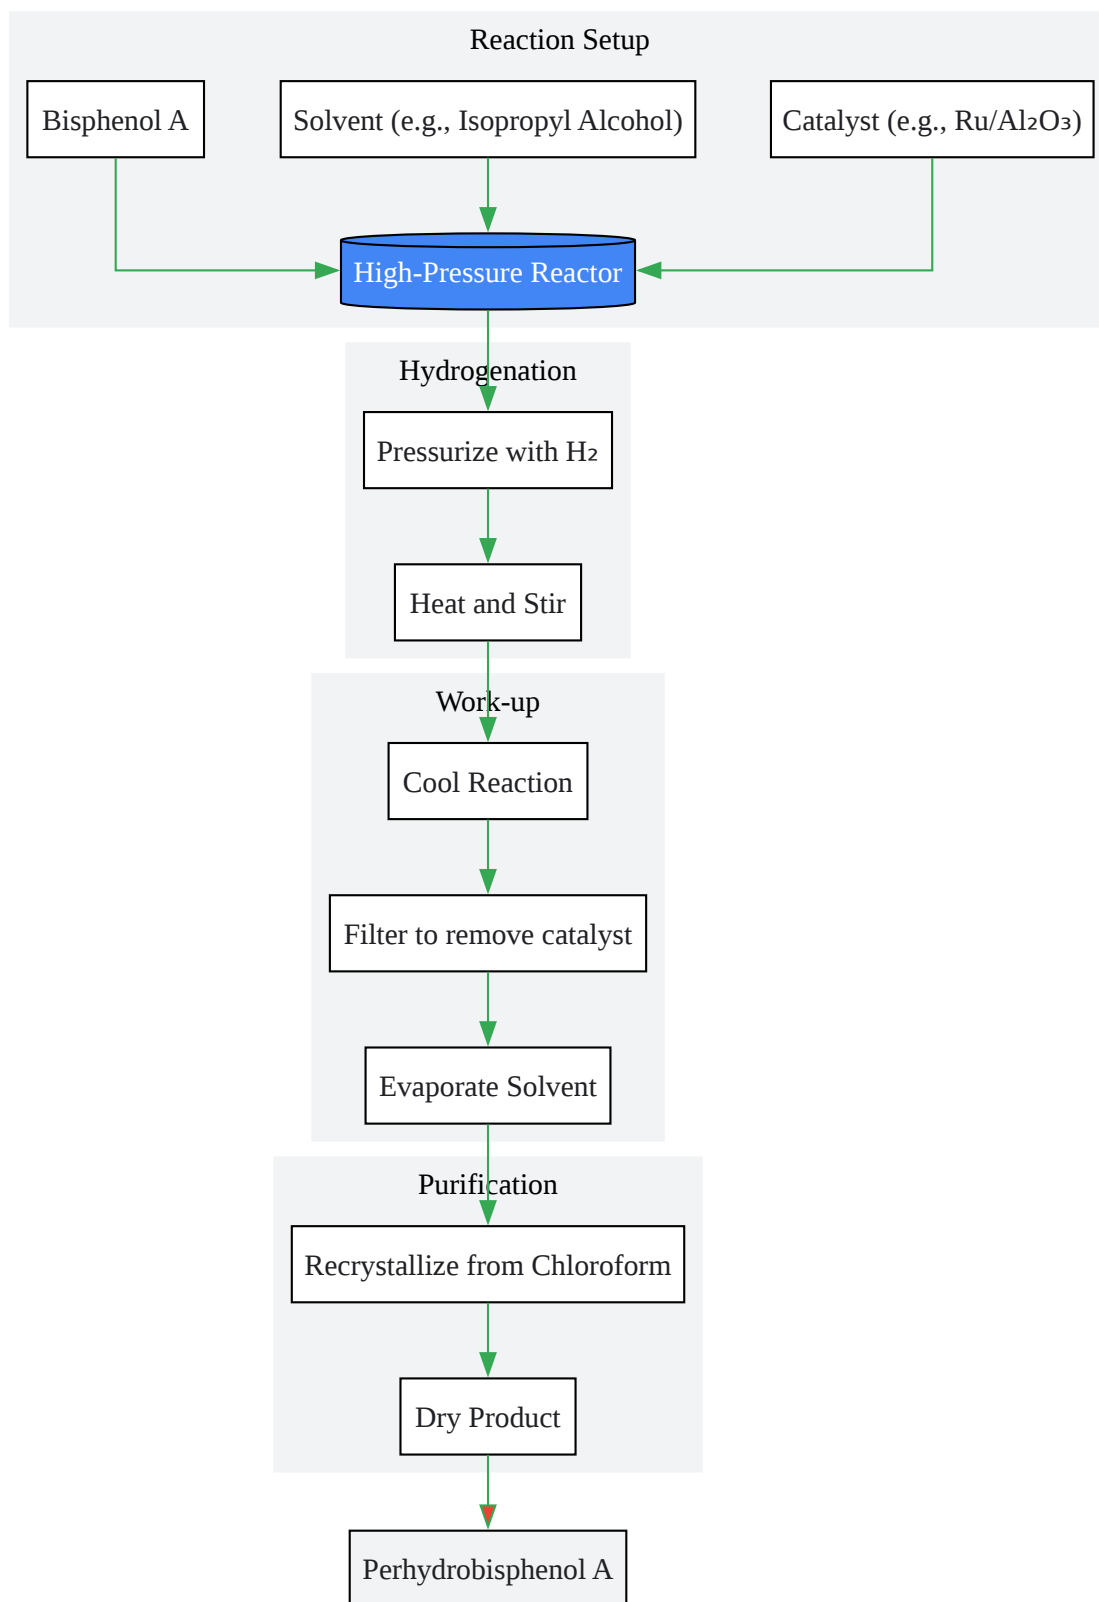 Reaction Setup
Bisphenol A
Solvent (e.g., Isopropyl Alcohol)
Catalyst (e.g., Ru/Al₂O₃)
High-Pressure Reactor
Hydrogenation
Pressurize with H₂
Heat and Stir
Work-up
Cool Reaction
Filter to remove catalyst
Evaporate Solvent
Purification
Recrystallize from Chloroform
Dry Product
Perhydrobisphenol A